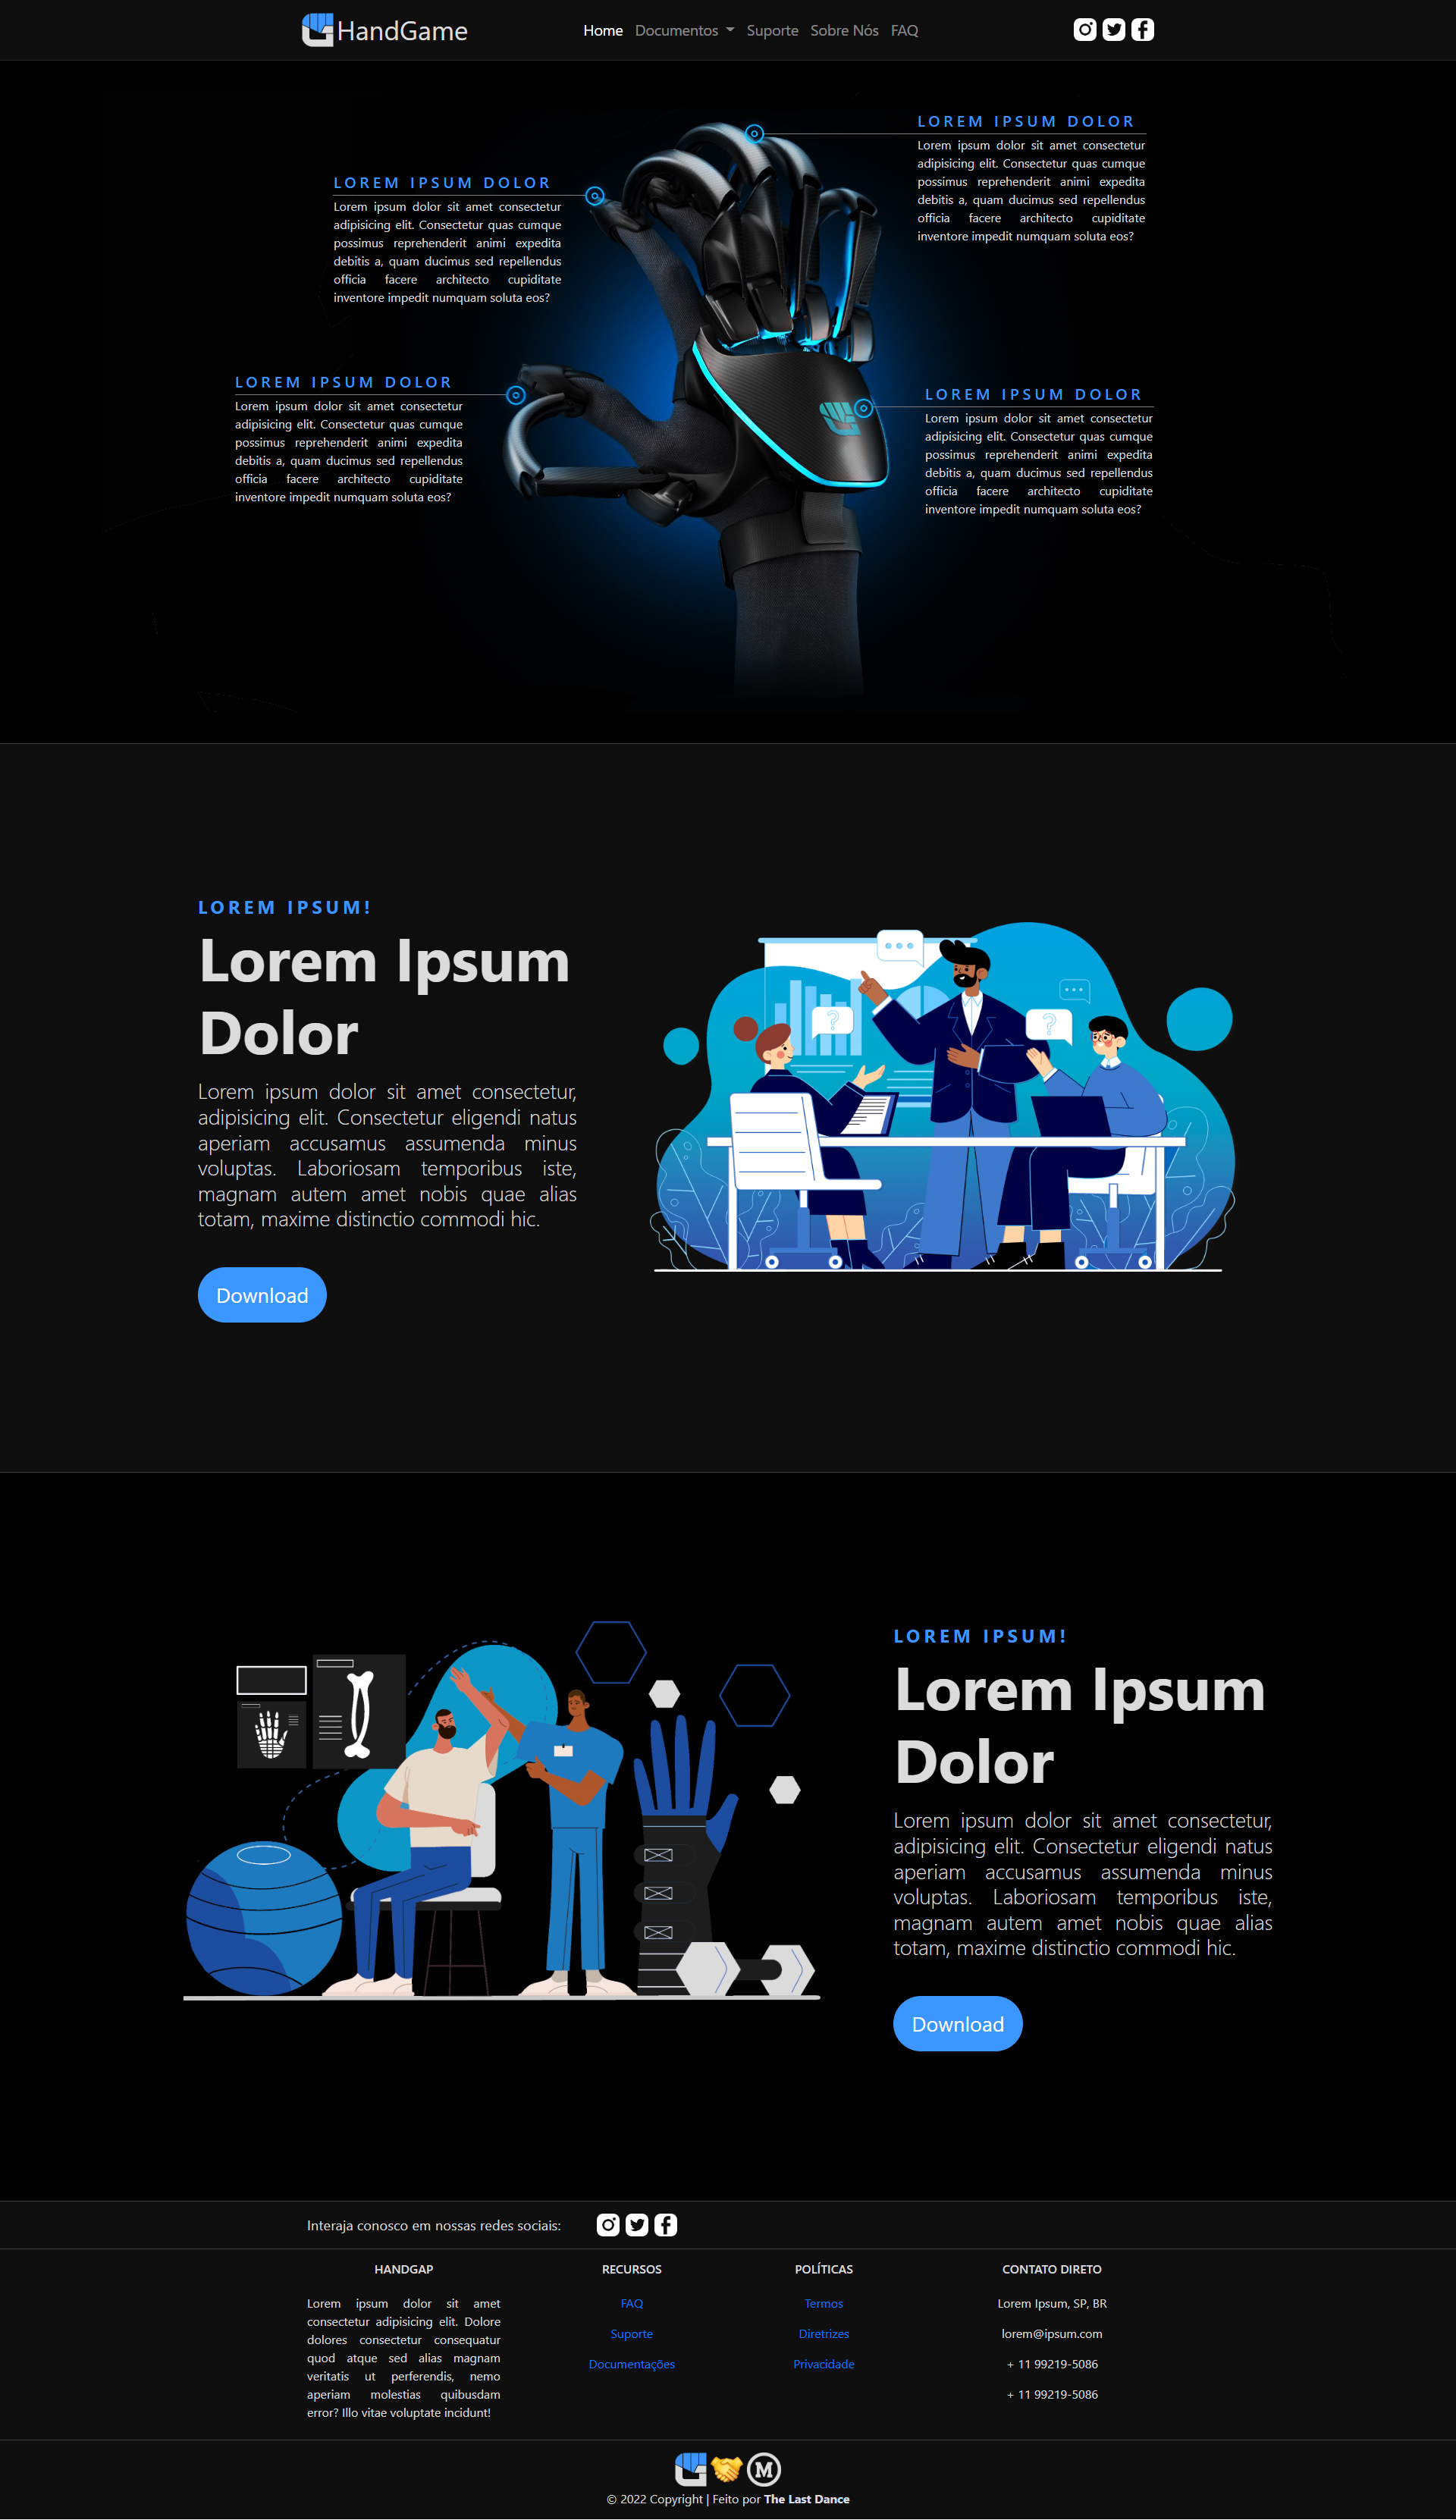 HandGame
Home Documentos Suporte Sobre Nós FAQ
LOREM IPSUM DOLOR
Lorem ipsum dolor sit amet consectetur
adipisicing elit. Consectetur quas cumque
possimus reprehenderit animi expedita
debitis a, quam ducimus sed repellendus
officia facere architecto cupiditate
inventore impedit numquam soluta eos?
LOREM IPSUM DOLOR
Lorem ipsum dolor sit amet consectetur
adipisicing elit. Consectetur quas cumque
possimus reprehenderit animi expedita
debitis a, quam ducimus sed repellendus
officia facere architecto cupiditate
inventore impedit numquam soluta eos?
LOREM IPSUM DOLOR
Lorem ipsum dolor sit amet consectetur
adipisicing elit. Consectetur quas cumque
possimus reprehenderit animi expedita
debitis a, quam ducimus sed repellendus
officia facere architecto cupiditate
inventore impedit numquam soluta eos?
LOREM IPSUM DOLOR
Lorem ipsum dolor sit amet consectetur
adipisicing elit. Consectetur quas cumque
possimus reprehenderit animi expedita
debitis a, quam ducimus sed repellendus
officia facere architecto cupiditate
inventore impedit numquam soluta eos?
LOREM IPSUM!
Lorem Ipsum
Dolor
Lorem ipsum dolor sit amet consectetur,
adipisicing elit. Consectetur eligendi natus
aperiam accusamus assumenda minus
voluptas. Laboriosam temporibus iste,
magnam autem amet nobis quae alias
totam, maxime distinctio commodi hic.
Download
? ?
LOREM IPSUM!
Lorem Ipsum
Dolor
Lorem ipsum dolor sit amet consectetur,
adipisicing elit. Consectetur eligendi natus
aperiam accusamus assumenda minus
voluptas. Laboriosam temporibus iste,
magnam autem amet nobis quae alias
totam, maxime distinctio commodi hic.
Download
Interaja conosco em nossas redes sociais:
HANDGAP
Lorem ipsum dolor sit amet
consectetur adipisicing elit. Dolore
dolores consectetur consequatur
quod atque sed alias magnam
veritatis ut perferendis, nemo
aperiam molestias quibusdam
error? Illo vitae voluptate incidunt!
RECURSOS
FAQ
Suporte
Documentações
POLÍTICAS
Termos
Diretrizes
Privacidade
CONTATO DIRETO
Lorem Ipsum, SP, BR
lorem@ipsum.com
+ 11 99219-5086
+ 11 99219-5086
M
© 2022 Copyright | Feito por The Last Dance